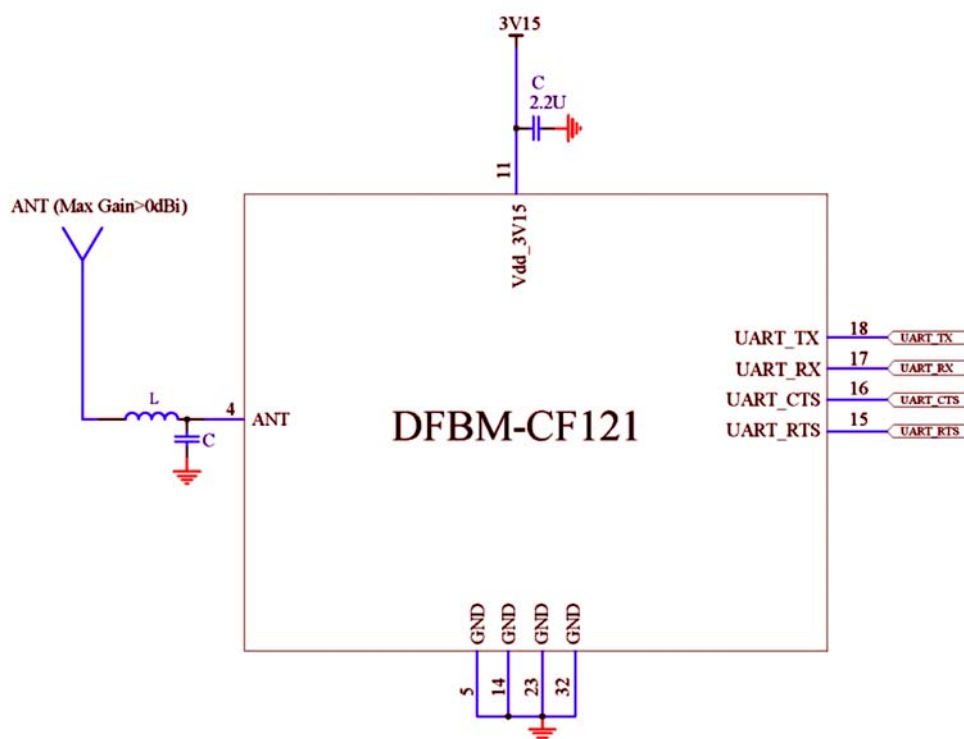 3V15
C
2.2U
11
Vdd_3V15
ANT (Max Gain>0dBi)
L
C
4
ANT
DFBM-CF121
UART_TX
18
UART_TX
UART_RX
17
UART_RX
UART_CTS
16
UART_CTS
UART_RTS
15
UART_RTS
GND
GND
GND
GND
5
14
23
32